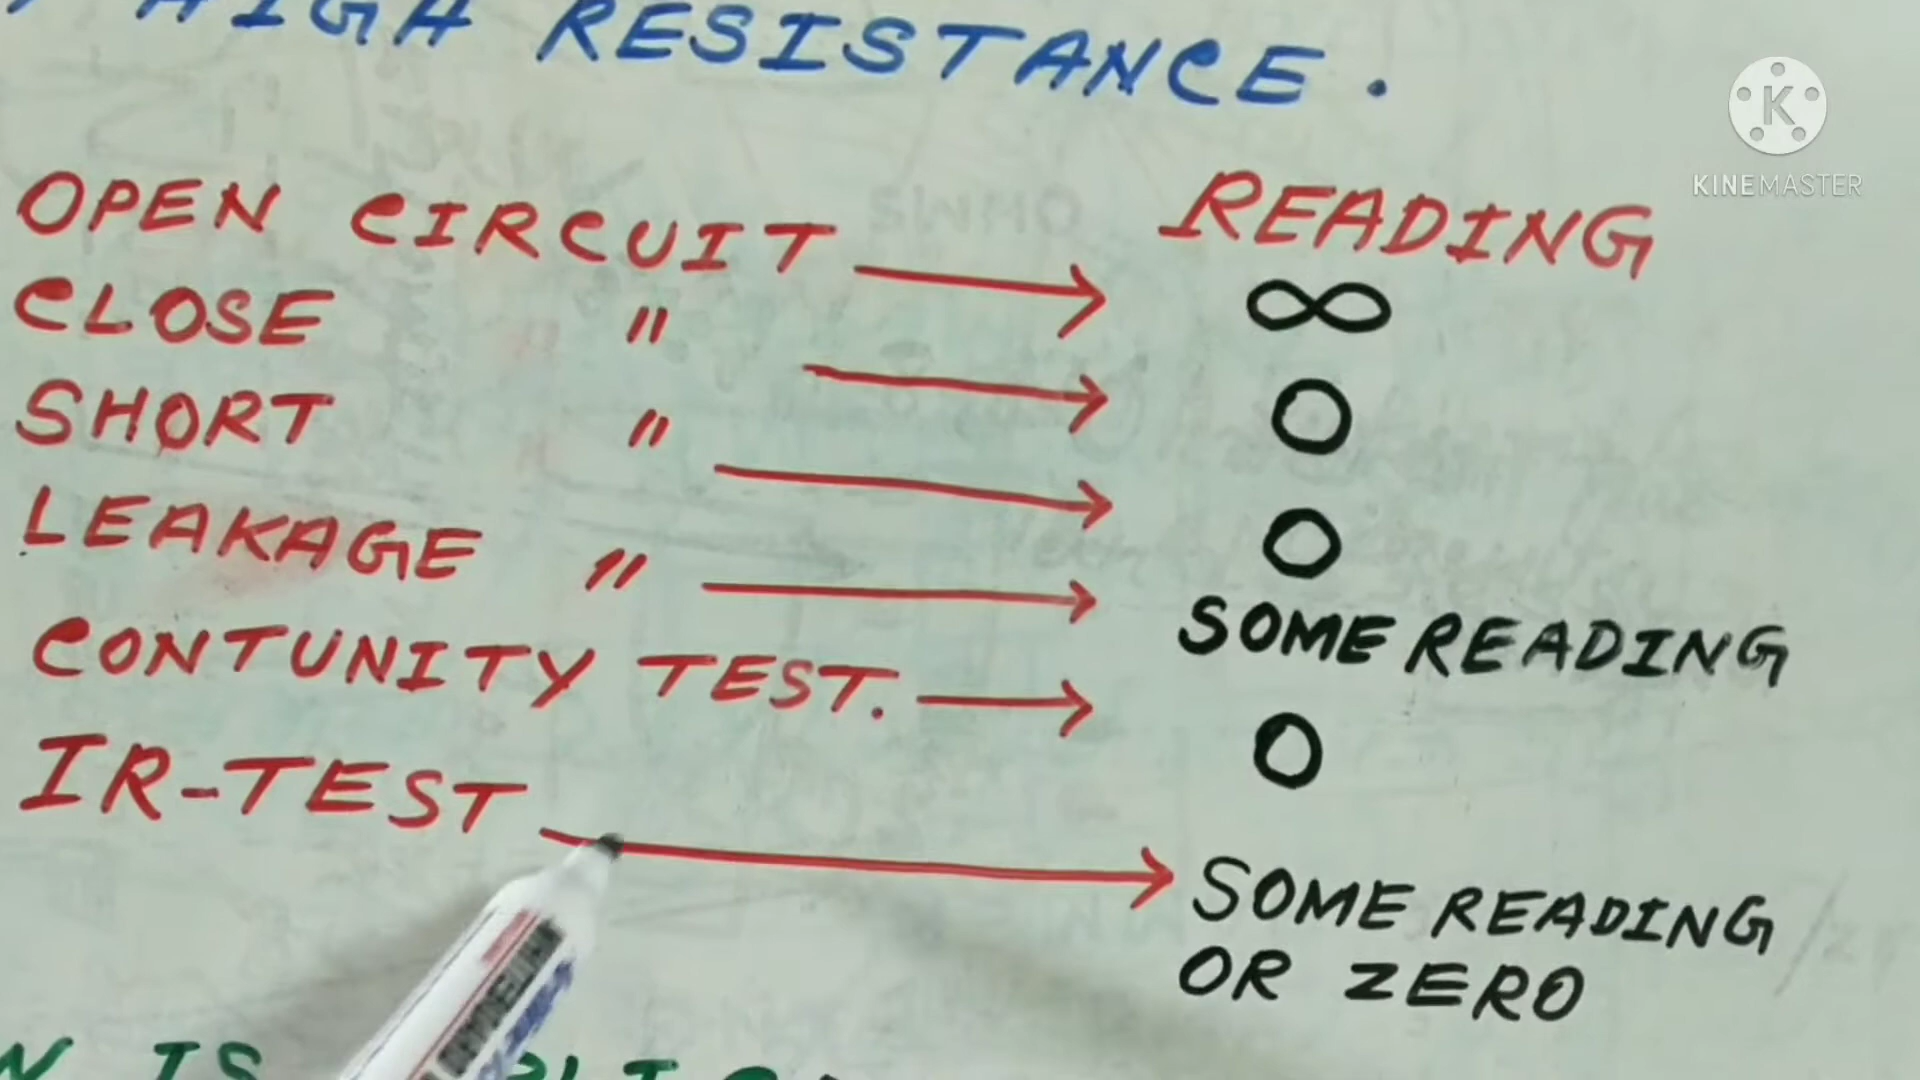 HIGH RESISTANCE.
K
KINEMASTER
READING
OPEN CIRCUIT → ∞
CLOSE " → 0
SHORT " → 0
LEAKAGE " → SOME READING
CONTUNITY TEST. → 0
IR-TEST → SOME READING
OR ZERO
IS